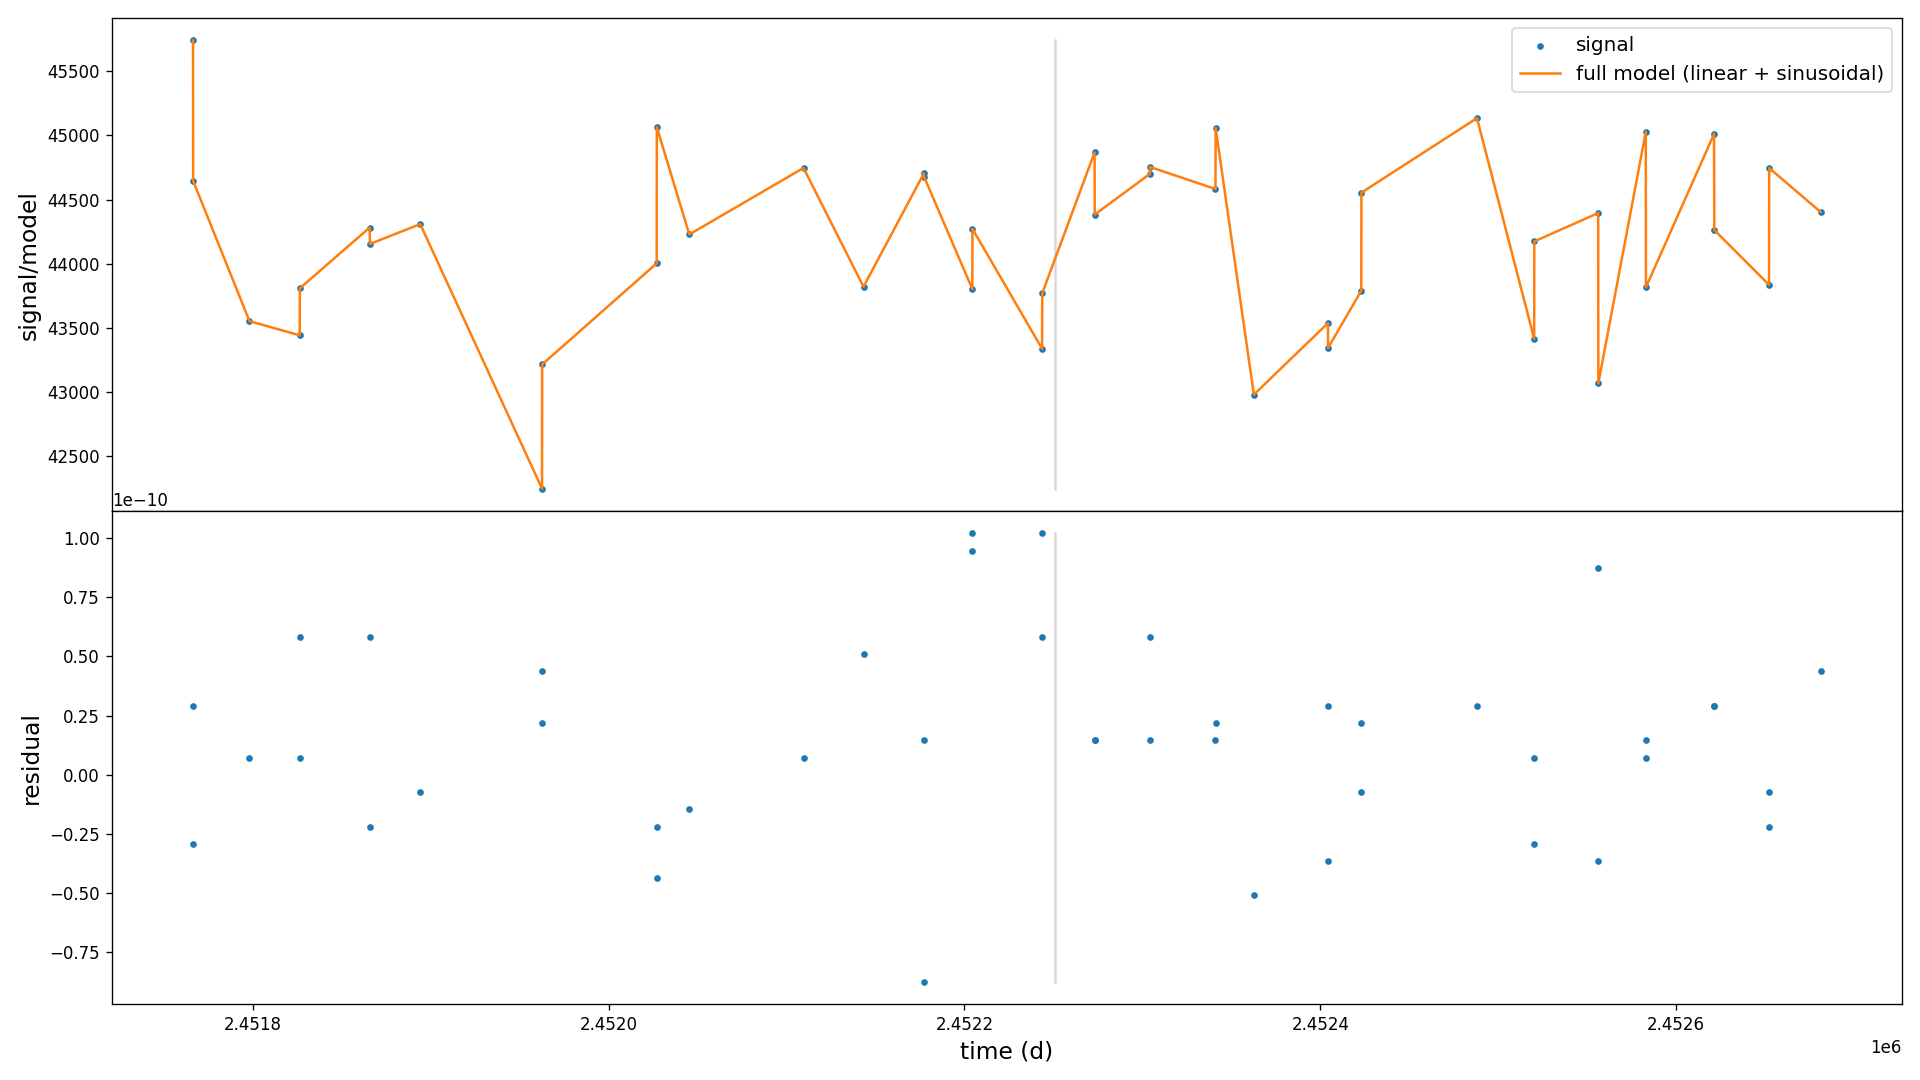 signal
full model (linear + sinusoidal)
45500
45000
44500
44000
43500
43000
42500
signal/model
1e−10
1.00
0.75
0.50
0.25
0.00
−0.25
−0.50
−0.75
residual
2.4518
2.4520
2.4522
2.4524
2.4526
time (d)
1e6